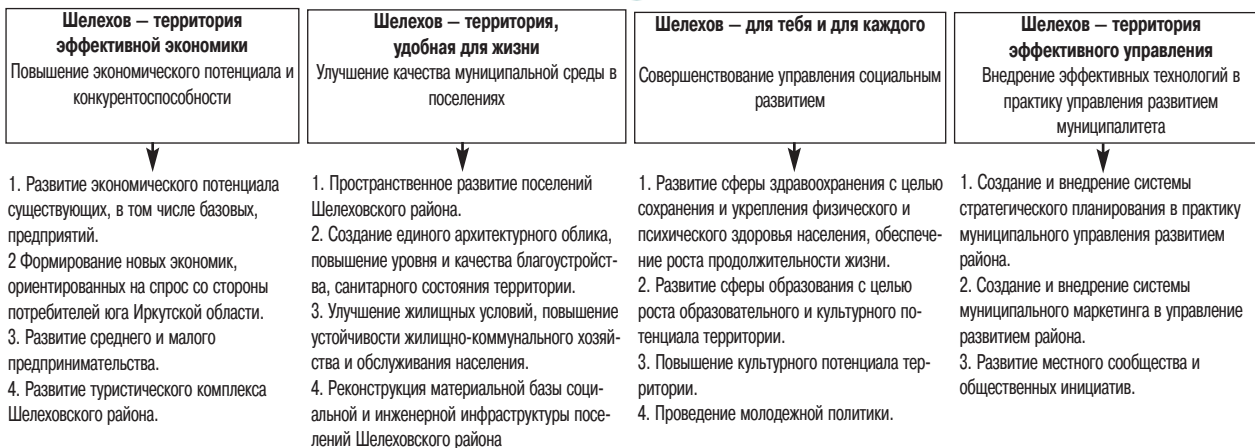 Шелехов – территория
эффективной экономики
Повышение экономического потенциала и
конкурентоспособности
Шелехов – территория,
удобная для жизни
Улучшение качества муниципальной среды в
поселениях
Шелехов – для тебя и для каждого
Совершенствование управления социальным
развитием
Шелехов – территория
эффективного управления
Внедрение эффективных технологий в
практику управления развитием
муниципалитета
1. Развитие экономического потенциала
существующих, в том числе базовых,
предприятий.
2 Формирование новых экономик,
ориентированных на спрос со стороны
потребителей юга Иркутской области.
3. Развитие среднего и малого
предпринимательства.
4. Развитие туристического комплекса
Шелеховского района.
1. Пространственное развитие поселений
Шелеховского района.
2. Создание единого архитектурного облика,
повышение уровня и качества благоустройст-
ва, санитарного состояния территории.
3. Улучшение жилищных условий, повышение
устойчивости жилищно-коммунального хозяй-
ства и обслуживания населения.
4. Реконструкция материальной базы соци-
альной и инженерной инфраструктуры посе-
лений Шелеховского района
1. Развитие сферы здравоохранения с целью
сохранения и укрепления физического и
психического здоровья населения, обеспече-
ние роста продолжительности жизни.
2. Развитие сферы образования с целью
роста образовательного и культурного по-
тенциала территории.
3. Повышение культурного потенциала тер-
ритории.
4. Проведение молодежной политики.
1. Создание и внедрение системы
стратегического планирования в практику
муниципального управления развитием
района.
2. Создание и внедрение системы
муниципального маркетинга в управление
развитием района.
3. Развитие местного сообщества и
общественных инициатив.